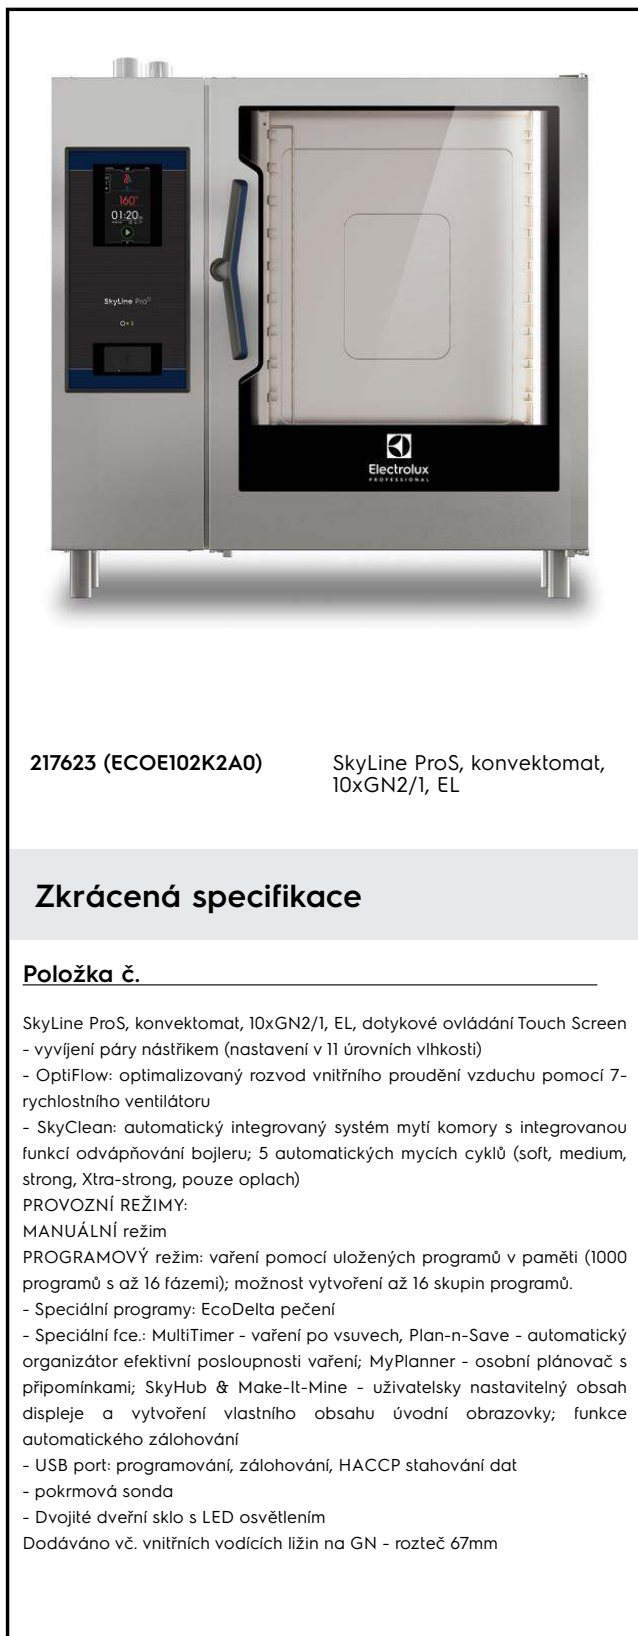 160°
01:20
SkyLine ProS
Electrolux
PROFESSIONAL
217623 (ECOE102K2A0)
SkyLine ProS, konvektomat,
10xGN2/1, EL
Zkrácená specifikace
Položka č.
SkyLine ProS, konvektomat, 10xGN2/1, EL, dotykové ovládání Touch Screen
- vyvíjení páry nástřikem (nastavení v 11 úrovních vlhkosti)
- OptiFlow: optimalizovaný rozvod vnitřního proudění vzduchu pomocí 7-
rychlostního ventilátoru
- SkyClean: automatický integrovaný systém mytí komory s integrovanou
funkcí odvápňování bojleru; 5 automatických mycích cyklů (soft, medium,
strong, Xtra-strong, pouze oplach)
PROVOZNÍ REŽIMY:
MANUÁLNÍ režim
PROGRAMOVÝ režim: vaření pomocí uložených programů v paměti (1000
programů s až 16 fázemi); možnost vytvoření až 16 skupin programů.
- Speciální programy: EcoDelta pečení
- Speciální fce.: MultiTimer - vaření po vsuvech, Plan-n-Save - automatický
organizátor efektivní posloupnosti vaření; MyPlanner - osobní plánovač s
připomínkami; SkyHub & Make-It-Mine - uživatelsky nastavitelný obsah
displeje a vytvoření vlastního obsahu úvodní obrazovky; funkce
automatického zálohování
- USB port: programování, zálohování, HACCP stahování dat
- pokrmová sonda
- Dvojité dveřní sklo s LED osvětlením
Dodáváno vč. vnitřních vodících ližin na GN - rozteč 67mm